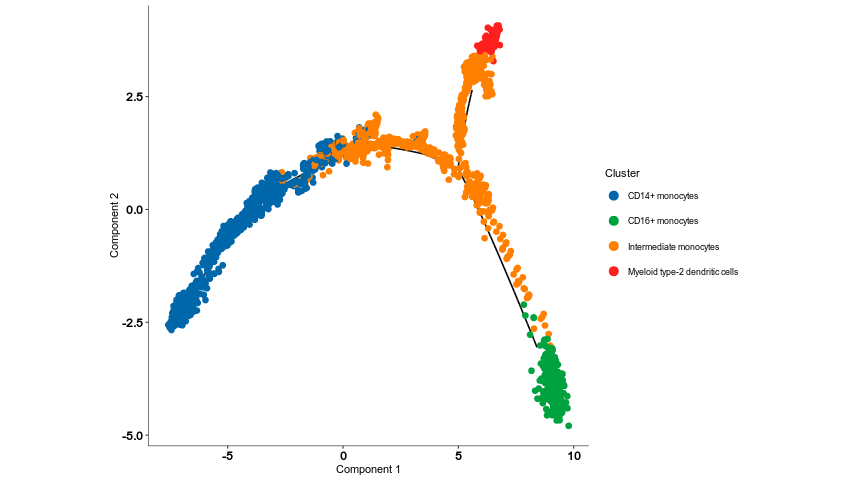 2.5
0.0
-2.5
-5.0
-5
0
5
10
Component 1
Component 2
Cluster
CD14+ monocytes
CD16+ monocytes
Intermediate monocytes
Myeloid type-2 dendritic cells